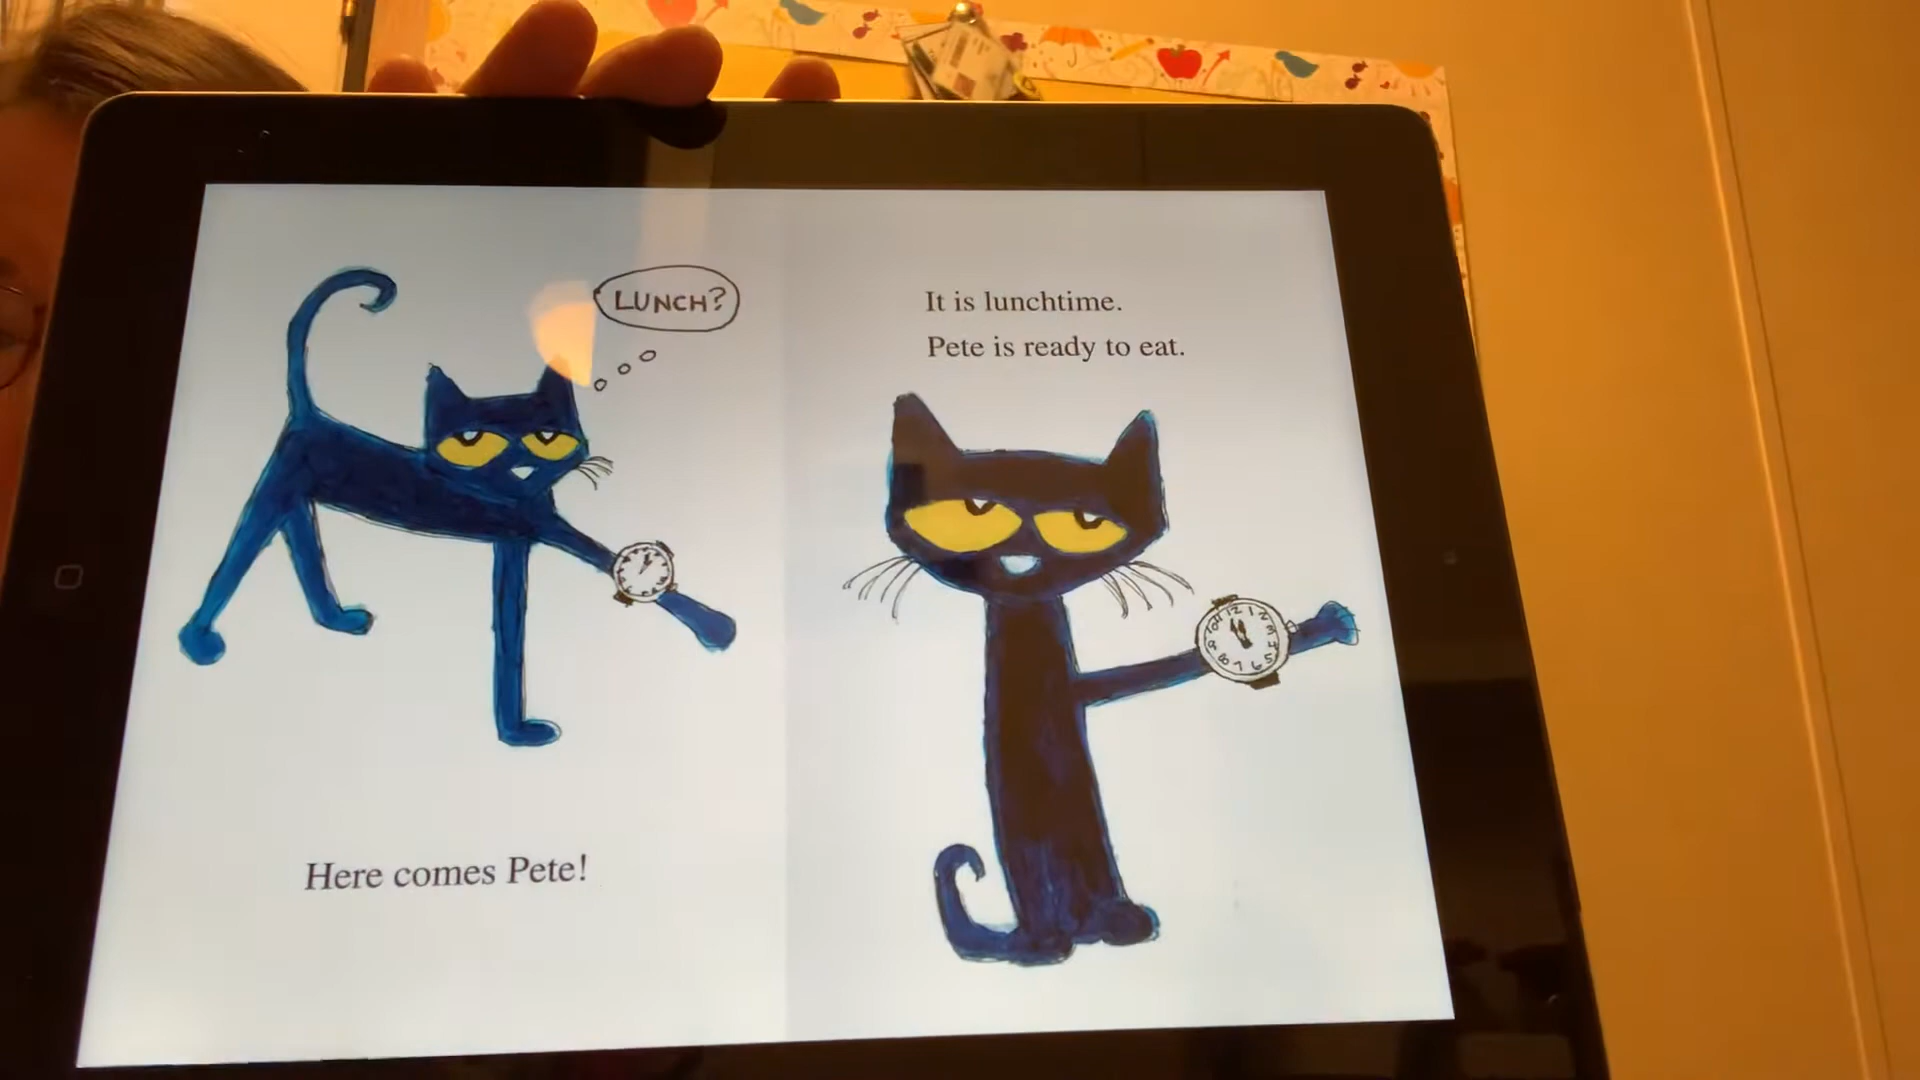 LUNCH?
Here comes Pete!
It is lunchtime.
Pete is ready to eat.